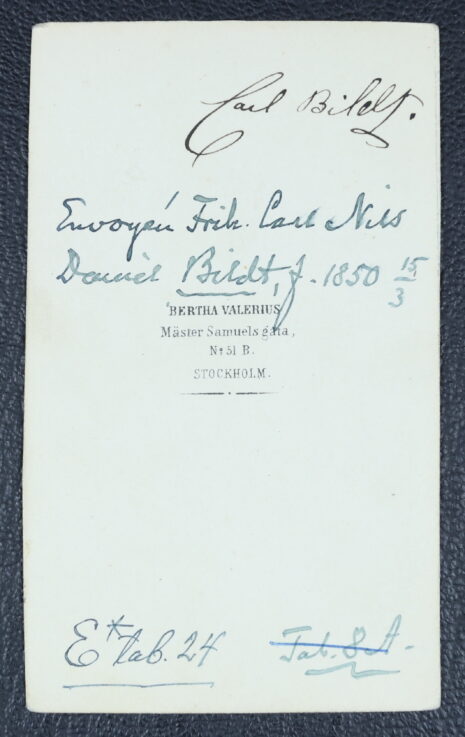 Carl Bildt.
Envoyén Frih. Carl Nils
Daniel Bildt, f. 1850 15/3
BERTHA VALERIUS
Mäster Samuels gata,
No 51 B.
STOCKHOLM.
E** tab. 24
Tab. 8 A.